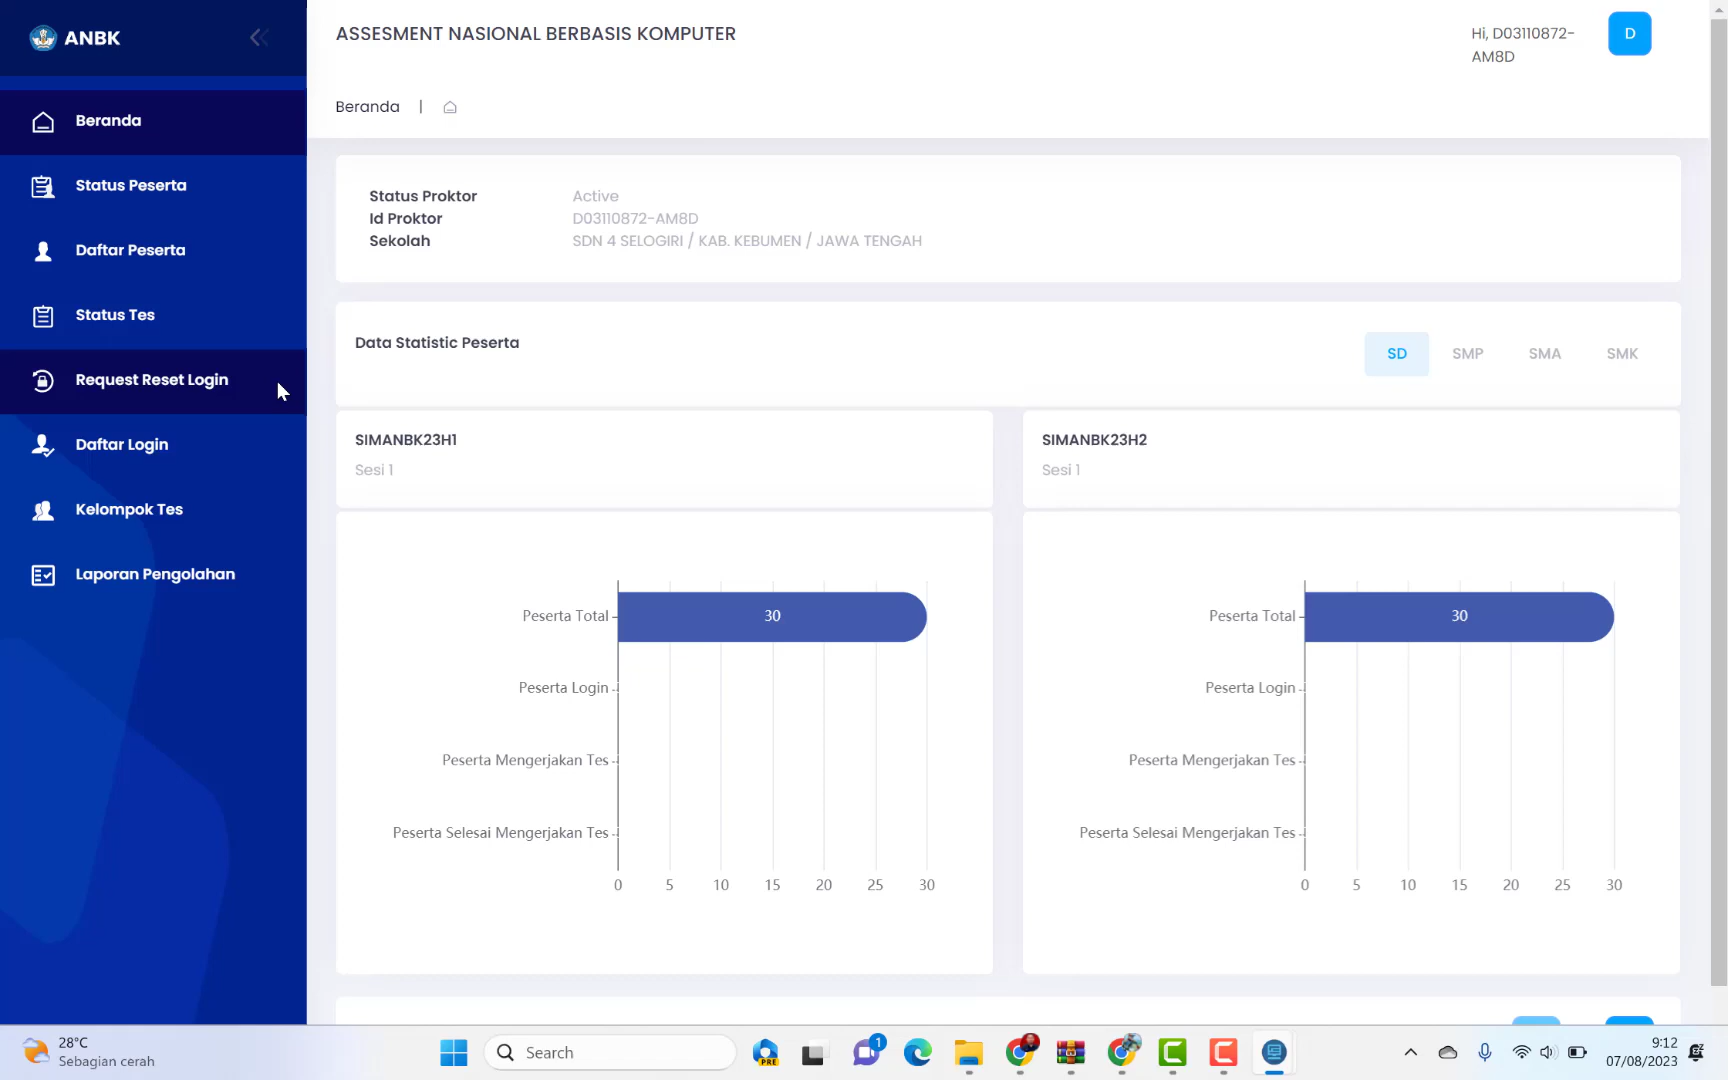 ANBK
ASSESMENT NASIONAL BERBASIS KOMPUTER
Hi, D03110872-
AM8D
D
Beranda
Status Peserta
Daftar Peserta
Status Tes
Request Reset Login
Daftar Login
Kelompok Tes
Laporan Pengolahan
Beranda |
Status Proktor Active
Id Proktor D03110872-AM8D
Sekolah SDN 4 SELOGIRI / KAB. KEBUMEN / JAWA TENGAH
Data Statistic Peserta
SD SMP SMA SMK
SIMANBK23H1
Sesi 1
Peserta Total 30
Peserta Login
Peserta Mengerjakan Tes
Peserta Selesai Mengerjakan Tes
0 5 10 15 20 25 30
SIMANBK23H2
Sesi 1
Peserta Total 30
Peserta Login
Peserta Mengerjakan Tes
Peserta Selesai Mengerjakan Tes
0 5 10 15 20 25 30
28°C
Sebagian cerah
Search
PRE
1
9:12
07/08/2023